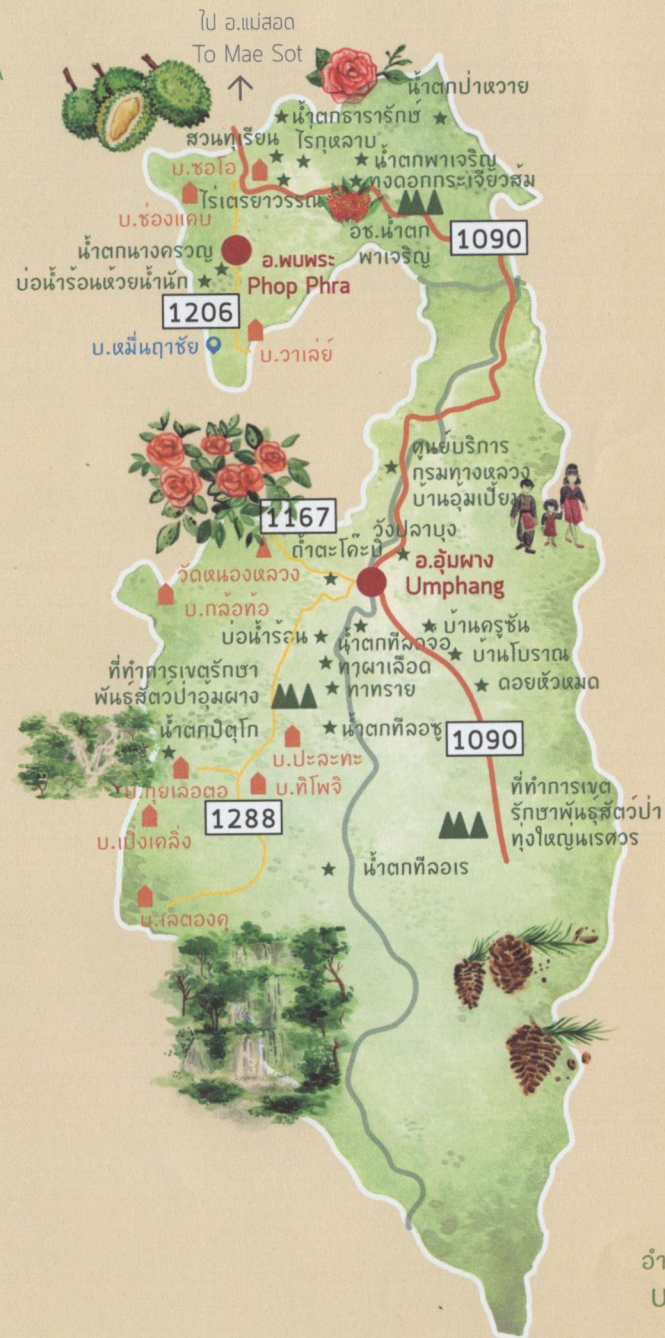 ไป อ.แม่สอด
To Mae Sot
น้ำตกป่าหวาย
น้ำตกธารารักษ์
สวนทุเรียน
ไร่กุหลาบ
บ.ซอโอ
น้ำตกพาเจริญ
ทุ่งดอกกระเจียวส้ม
ไร่เตรยาวรรณ
บ.ช่องแคบ
อช.น้ำตก
พาเจริญ
1090
น้ำตกนางครวญ
อ.พบพระ
Phop Phra
บ่อน้ำร้อนห้วยน้ำนัก
1206
บ.หมื่นฤาชัย
บ.วาเล่ย์
ศูนย์บริการ
กรมทางหลวง
บ้านอุ้มเปี้ยม
1167
วังปลาบุง
ถ้ำตะโค๊ะบิ
อ.อุ้มผาง
Umphang
วัดหนองหลวง
บ.กล้อท้อ
บ้านครูซัน
บ่อน้ำร้อน
น้ำตกทีลอจอ
บ้านโบราณ
ท่าผาเลือด
ที่ทำการเขตรักษา
พันธุ์สัตว์ป่าอุ้มผาง
ท่าทราย
ดอยหัวหมด
น้ำตกปิตุโกร
น้ำตกทีลอซู
1090
บ.ปะละทะ
บ.กุยเลอตอ
บ.ทิโพจิ
ที่ทำการเขต
รักษาพันธุ์สัตว์ป่า
ทุ่งใหญ่นเรศวร
1288
บ.เปิ่งเคลิ่ง
น้ำตกทีลอเร
บ.เลตองคุ